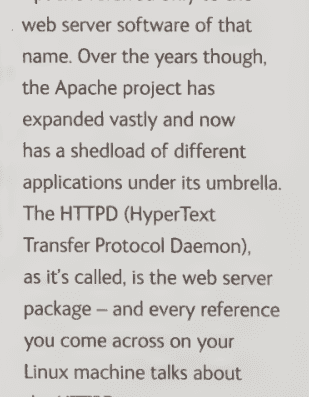 web server software of that
name. Over the years though,
the Apache project has
expanded vastly and now
has a shedload of different
applications under its umbrella.
The HTTPD (HyperText
Transfer Protocol Daemon),
as it's called, is the web server
package – and every reference
you come across on your
Linux machine talks about